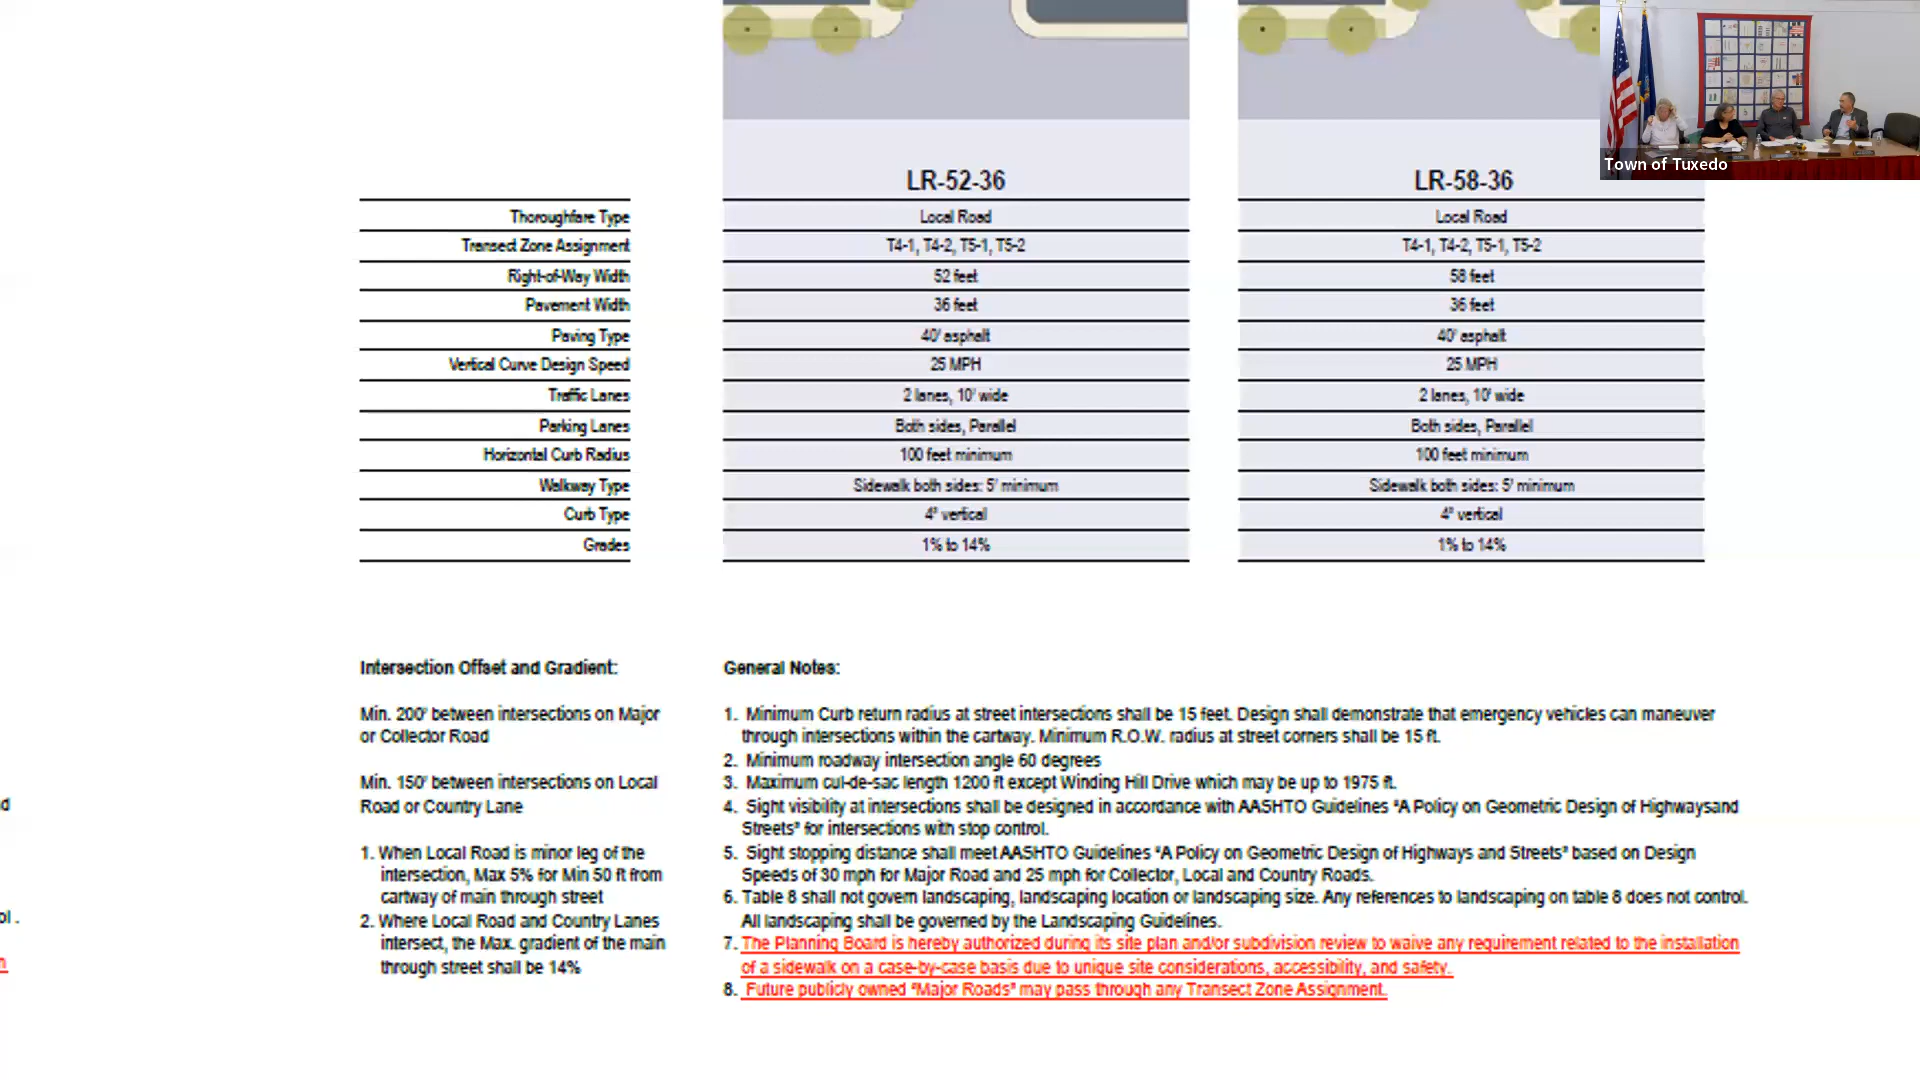 Town of Tuxedo
LR-52-36
LR-58-36
Thoroughfare Type
Local Road
Local Road
Transect Zone Assignment
T4-1, T4-2, T5-1, T5-2
T4-1, T4-2, T5-1, T5-2
Right-of-Way Width
52 feet
58 feet
Pavement Width
36 feet
36 feet
Paving Type
40' asphalt
40' asphalt
Vertical Curve Design Speed
25 MPH
25 MPH
Traffic Lanes
2 lanes, 10' wide
2 lanes, 10' wide
Parking Lanes
Both sides, Parallel
Both sides, Parallel
Horizontal Curb Radius
100 feet minimum
100 feet minimum
Walkway Type
Sidewalk both sides: 5' minimum
Sidewalk both sides: 5' minimum
Curb Type
4" vertical
4" vertical
Grades
1% to 14%
1% to 14%
Intersection Offset and Gradient:
Min. 200' between intersections on Major
or Collector Road
Min. 150' between intersections on Local
Road or Country Lane
1. When Local Road is minor leg of the
intersection, Max 5% for Min 50 ft from
cartway of main through street
2. Where Local Road and Country Lanes
intersect, the Max. gradient of the main
through street shall be 14%
General Notes:
1. Minimum Curb return radius at street intersections shall be 15 feet. Design shall demonstrate that emergency vehicles can maneuver
through intersections within the cartway. Minimum R.O.W. radius at street corners shall be 15 ft.
2. Minimum roadway intersection angle 60 degrees
3. Maximum cul-de-sac length 1200 ft except Winding Hill Drive which may be up to 1975 ft.
4. Sight visibility at intersections shall be designed in accordance with AASHTO Guidelines "A Policy on Geometric Design of Highwaysand
Streets" for intersections with stop control.
5. Sight stopping distance shall meet AASHTO Guidelines "A Policy on Geometric Design of Highways and Streets" based on Design
Speeds of 30 mph for Major Road and 25 mph for Collector, Local and Country Roads.
6. Table 8 shall not govern landscaping, landscaping location or landscaping size. Any references to landscaping on table 8 does not control.
All landscaping shall be governed by the Landscaping Guidelines.
7. The Planning Board is hereby authorized during its site plan and/or subdivision review to waive any requirement related to the installation
of a sidewalk on a case-by-case basis due to unique site considerations, accessibility, and safety.
8. Future publicly owned "Major Roads" may pass through any Transect Zone Assignment.